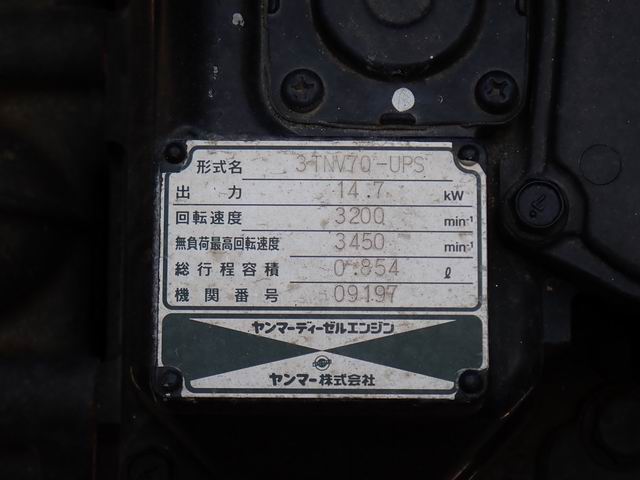 形式名 3TNV70-UPS
出力 14.7 kW
回転速度 3200 min-¹
無負荷最高回転速度 3450 min-¹
総行程容積 0.854 ℓ
機関番号 09197
ヤンマーディーゼルエンジン
ヤンマー株式会社